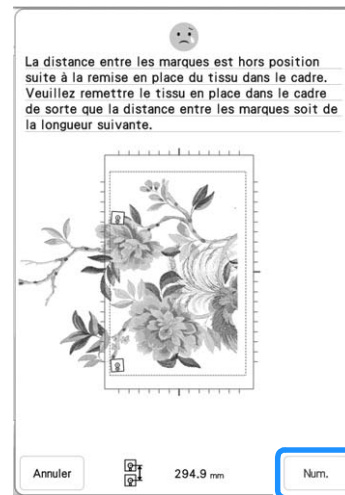 La distance entre les marques est hors position
suite à la remise en place du tissu dans le cadre.
Veuillez remettre le tissu en place dans le cadre
de sorte que la distance entre les marques soit de
la longueur suivante.
Annuler 294.9 mm Num.